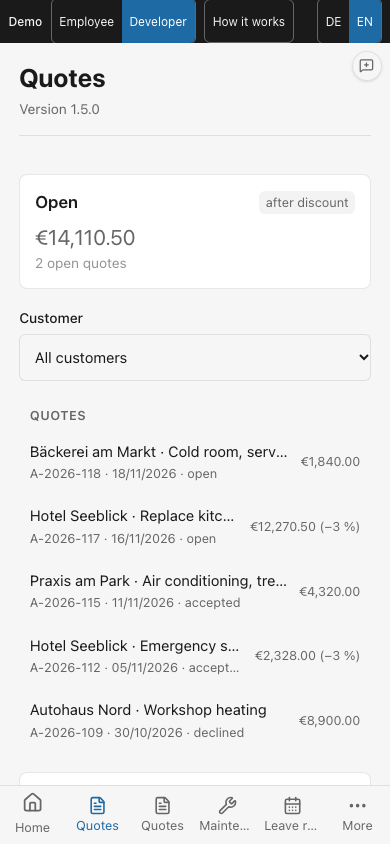 Demo Employee Developer How it works DE EN
Quotes
Version 1.5.0
Open after discount
€14,110.50
2 open quotes
Customer
All customers
QUOTES
Bäckerei am Markt · Cold room, serv...
€1,840.00
A-2026-118 · 18/11/2026 · open
Hotel Seeblick · Replace kitc...
€12,270.50 (−3 %)
A-2026-117 · 16/11/2026 · open
Praxis am Park · Air conditioning, tre...
€4,320.00
A-2026-115 · 11/11/2026 · accepted
Hotel Seeblick · Emergency s...
€2,328.00 (−3 %)
A-2026-112 · 05/11/2026 · accept...
Autohaus Nord · Workshop heating
€8,900.00
A-2026-109 · 30/10/2026 · declined
Home Quotes Quotes Mainte... Leave r... More